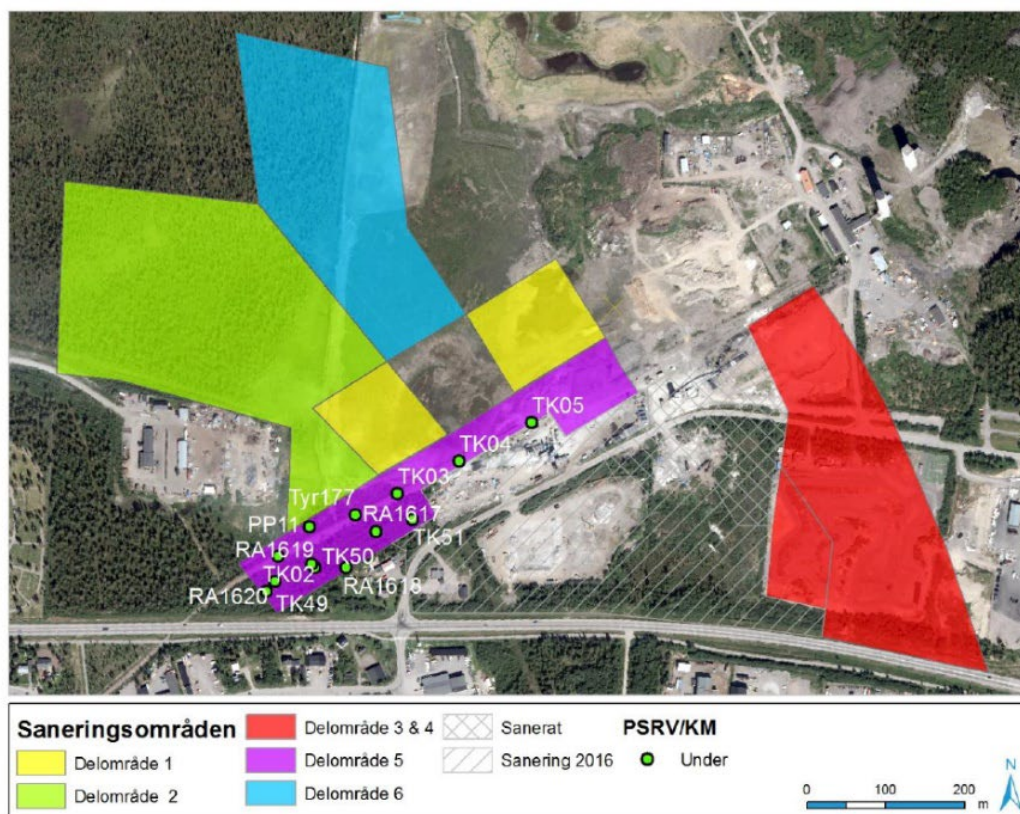 TK05
TK04
TK03
Tyr177
RA1617
PP11
TK51
RA1619
TK50
TK02
RA1618
RA1620
TK49
Saneringsområden
Delområde 1
Delområde 2
Delområde 3 & 4
Delområde 5
Delområde 6
Sanerat
Sanering 2016
PSRV/KM
Under
N
0 100 200
m